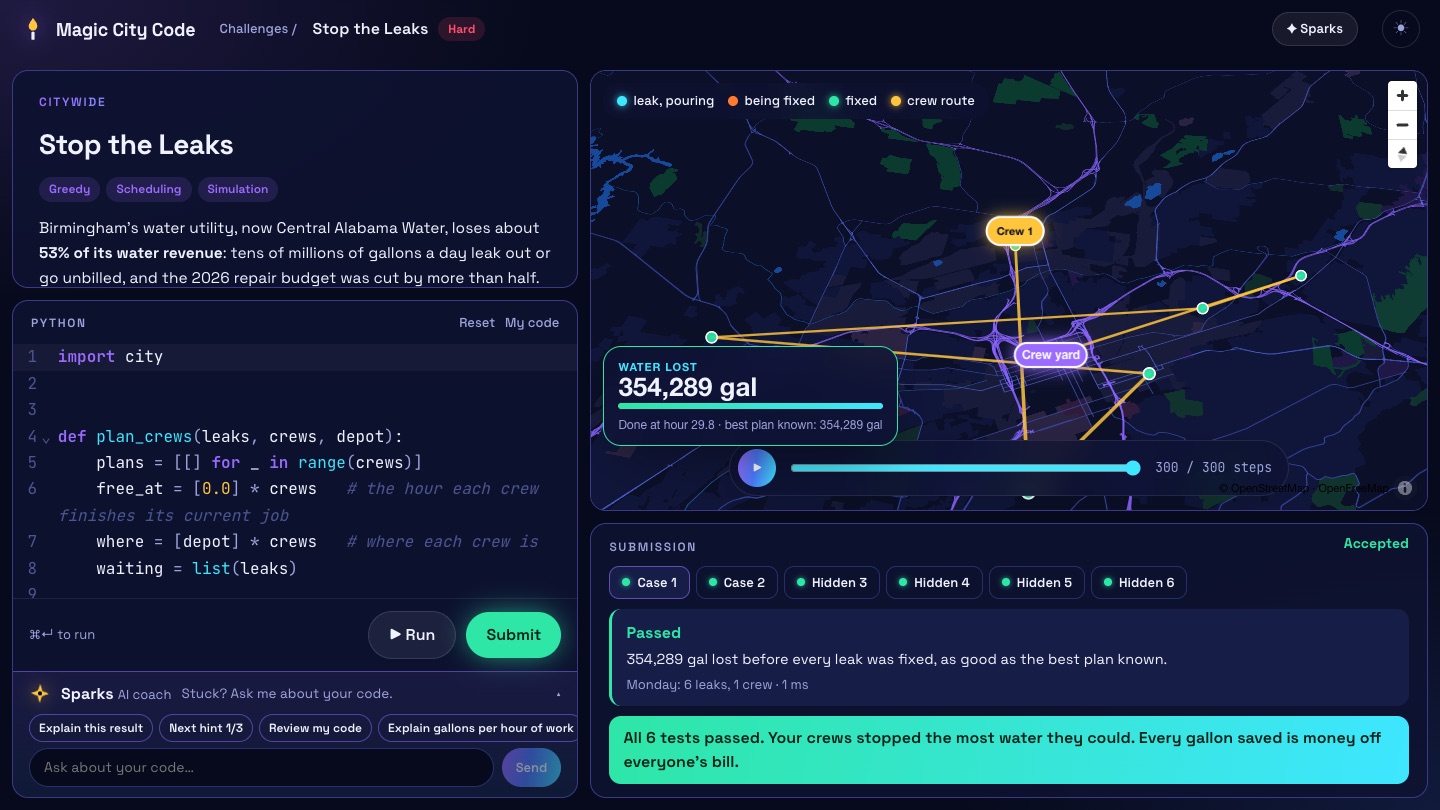 Magic City Code
Challenges / Stop the Leaks Hard
✦ Sparks
CITYWIDE
Stop the Leaks
Greedy Scheduling Simulation
Birmingham's water utility, now Central Alabama Water, loses about
53% of its water revenue: tens of millions of gallons a day leak out or
go unbilled, and the 2026 repair budget was cut by more than half.
PYTHON
Reset My code
1 import city
2
3
4 def plan_crews(leaks, crews, depot):
5 plans = [[] for _ in range(crews)]
6 free_at = [0.0] * crews # the hour each crew
finishes its current job
7 where = [depot] * crews # where each crew is
8 waiting = list(leaks)
9
⌘↵ to run
Run
Submit
Sparks AI coach Stuck? Ask me about your code.
Explain this result Next hint 1/3 Review my code Explain gallons per hour of work
Ask about your code…
Send
leak, pouring being fixed fixed crew route
Crew 1
Crew yard
WATER LOST
354,289 gal
Done at hour 29.8 · best plan known: 354,289 gal
300 / 300 steps
© OpenStreetMap · OpenFreeMap
SUBMISSION
Accepted
Case 1 Case 2 Hidden 3 Hidden 4 Hidden 5 Hidden 6
Passed
354,289 gal lost before every leak was fixed, as good as the best plan known.
Monday: 6 leaks, 1 crew · 1 ms
All 6 tests passed. Your crews stopped the most water they could. Every gallon saved is money off
everyone's bill.